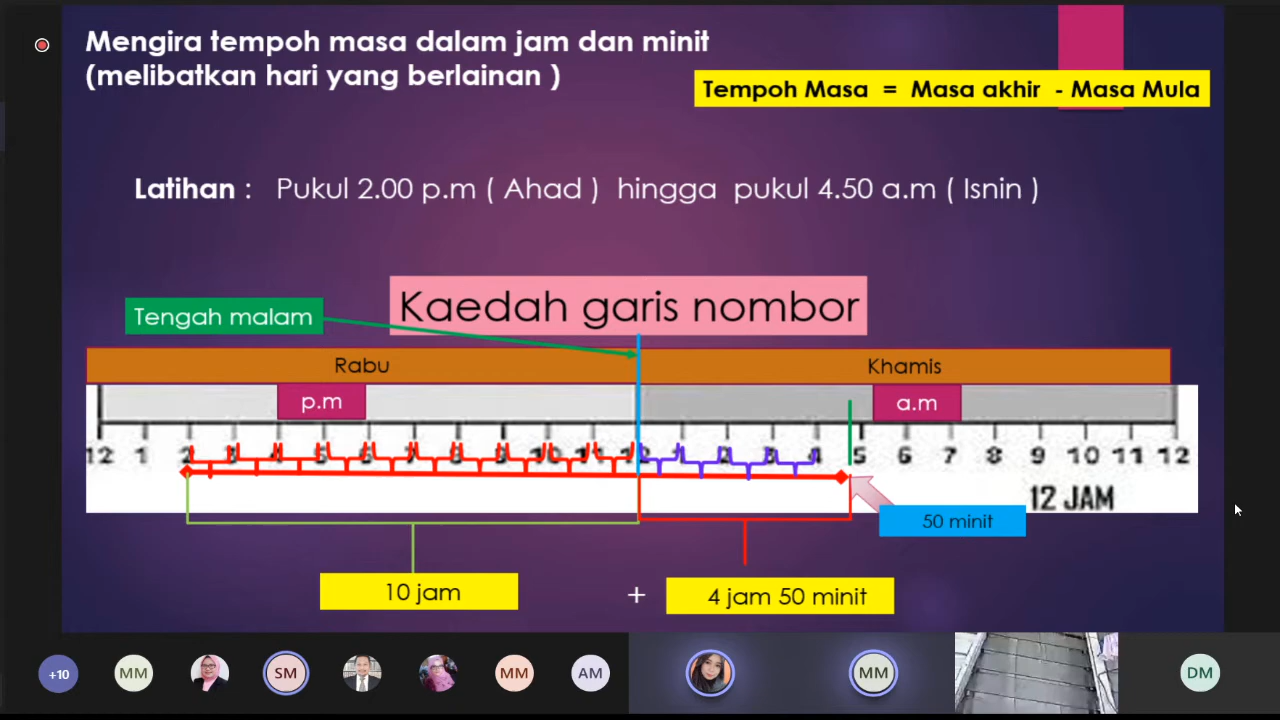 Mengira tempoh masa dalam jam dan minit
(melibatkan hari yang berlainan )
Tempoh Masa = Masa akhir - Masa Mula
Latihan : Pukul 2.00 p.m ( Ahad ) hingga pukul 4.50 a.m ( Isnin )
Kaedah garis nombor
Tengah malam
Rabu Khamis
p.m a.m
12 1 2 3 4 5 6 7 8 9 10 11 12 1 2 3 4 5 6 7 8 9 10 11 12
12 JAM
50 minit
10 jam + 4 jam 50 minit
+10 MM SM MM AM MM DM